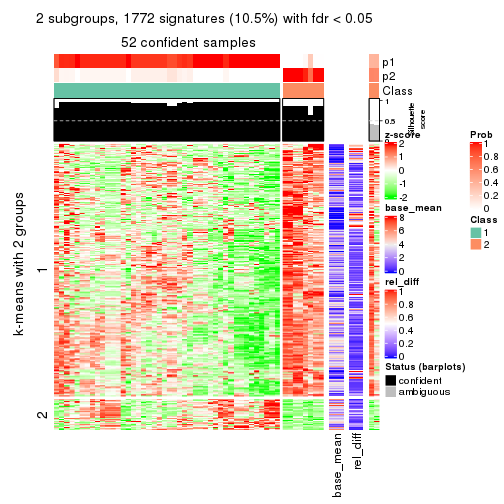 2 subgroups, 1772 signatures (10.5%) with fdr < 0.05
52 confident samples
p1
p2
Class
1
0.5
0
Silhouette
score
k-means with 2 groups
1
2
base_mean
rel_diff
z-score
2
1
0
-1
-2
base_mean
8
6
4
2
0
rel_diff
1
0.8
0.6
0.4
0.2
0
Status (barplots)
confident
ambiguous
Prob
1
0.8
0.6
0.4
0.2
0
Class
1
2